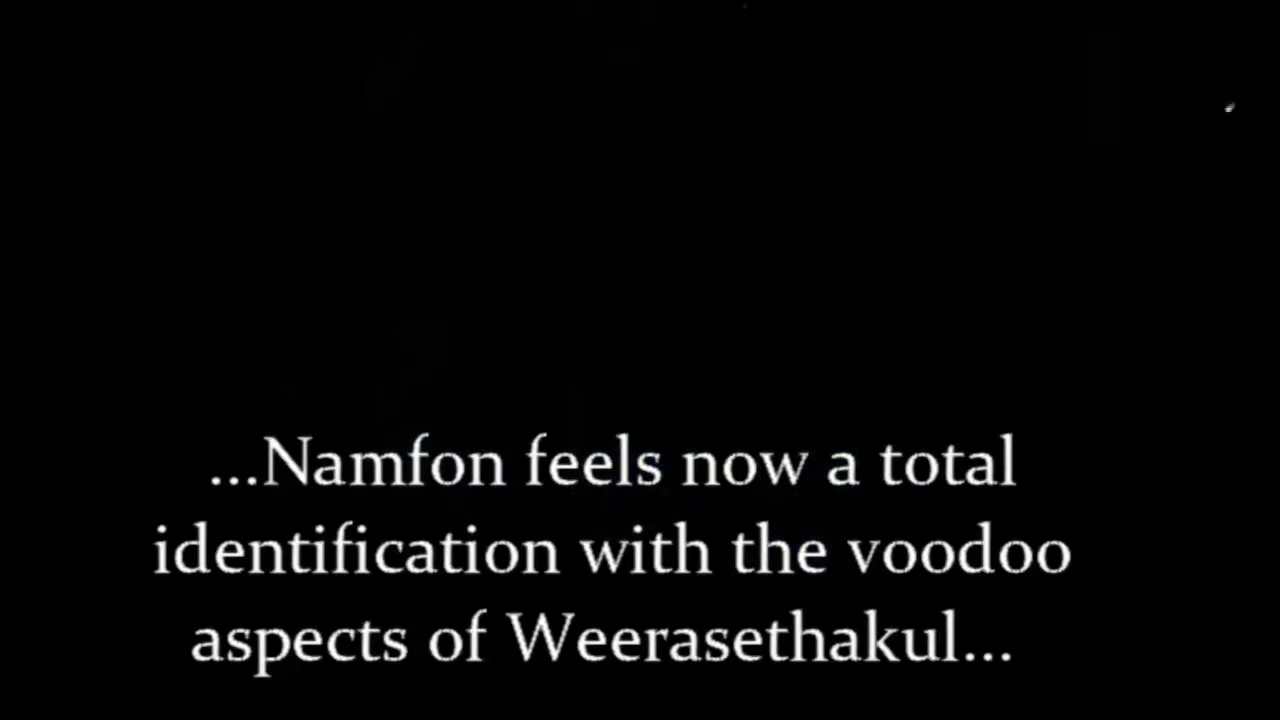 ...Namfon feels now a total
identification with the voodoo
aspects of Weerasethakul...